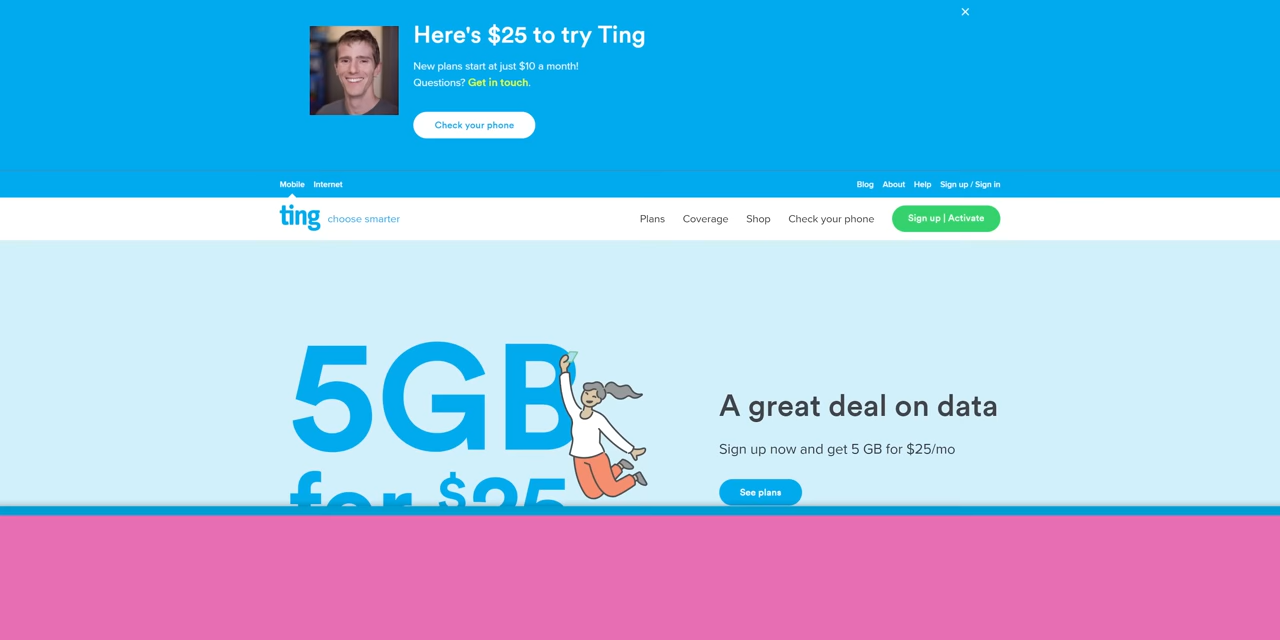 Here's $25 to try Ting
New plans start at just $10 a month!
Questions? Get in touch.
Check your phone
Mobile Internet
Blog About Help Sign up / Sign in
ting choose smarter
Plans Coverage Shop Check your phone Sign up | Activate
5GB
for $25
A great deal on data
Sign up now and get 5 GB for $25/mo
See plans